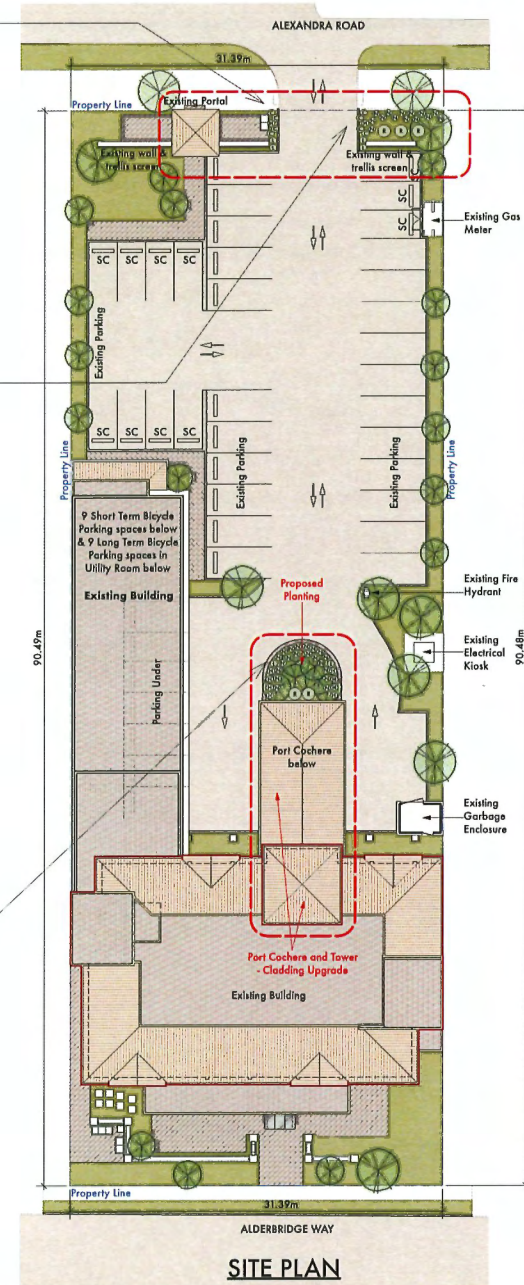 ALEXANDRA ROAD
31.39m
Property Line
Existing Portal
Existing wall &
trellis screen
Existing wall &
trellis screen
SC
SC
Existing Gas
Meter
SC SC SC SC
Existing Parking
SC SC SC SC
Existing Parking
Existing Parking
Property Line
Property Line
9 Short Term Bicycle
Parking spaces below
& 9 Long Term Bicycle
Parking spaces in
Utility Room below
Existing Building
Parking Under
Proposed
Planting
Existing Fire
Hydrant
Existing
Electrical
Kiosk
90.49m
90.48m
Port Cochere
below
Existing
Garbage
Enclosure
Port Cochere and Tower
- Cladding Upgrade
Existing Building
Property Line
31.39m
ALDERBRIDGE WAY
SITE PLAN